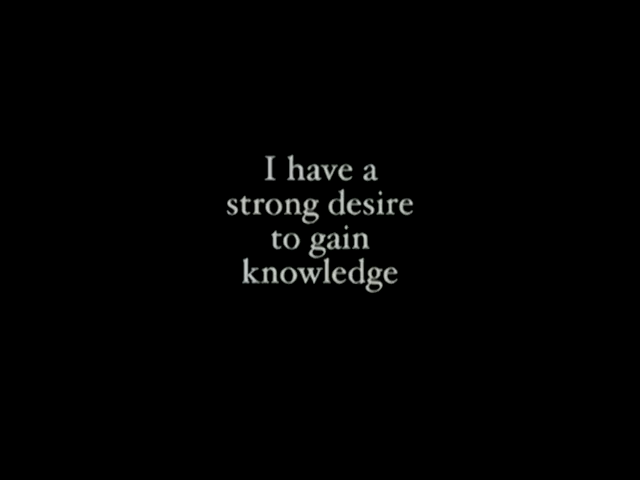 I have a
strong desire
to gain
knowledge